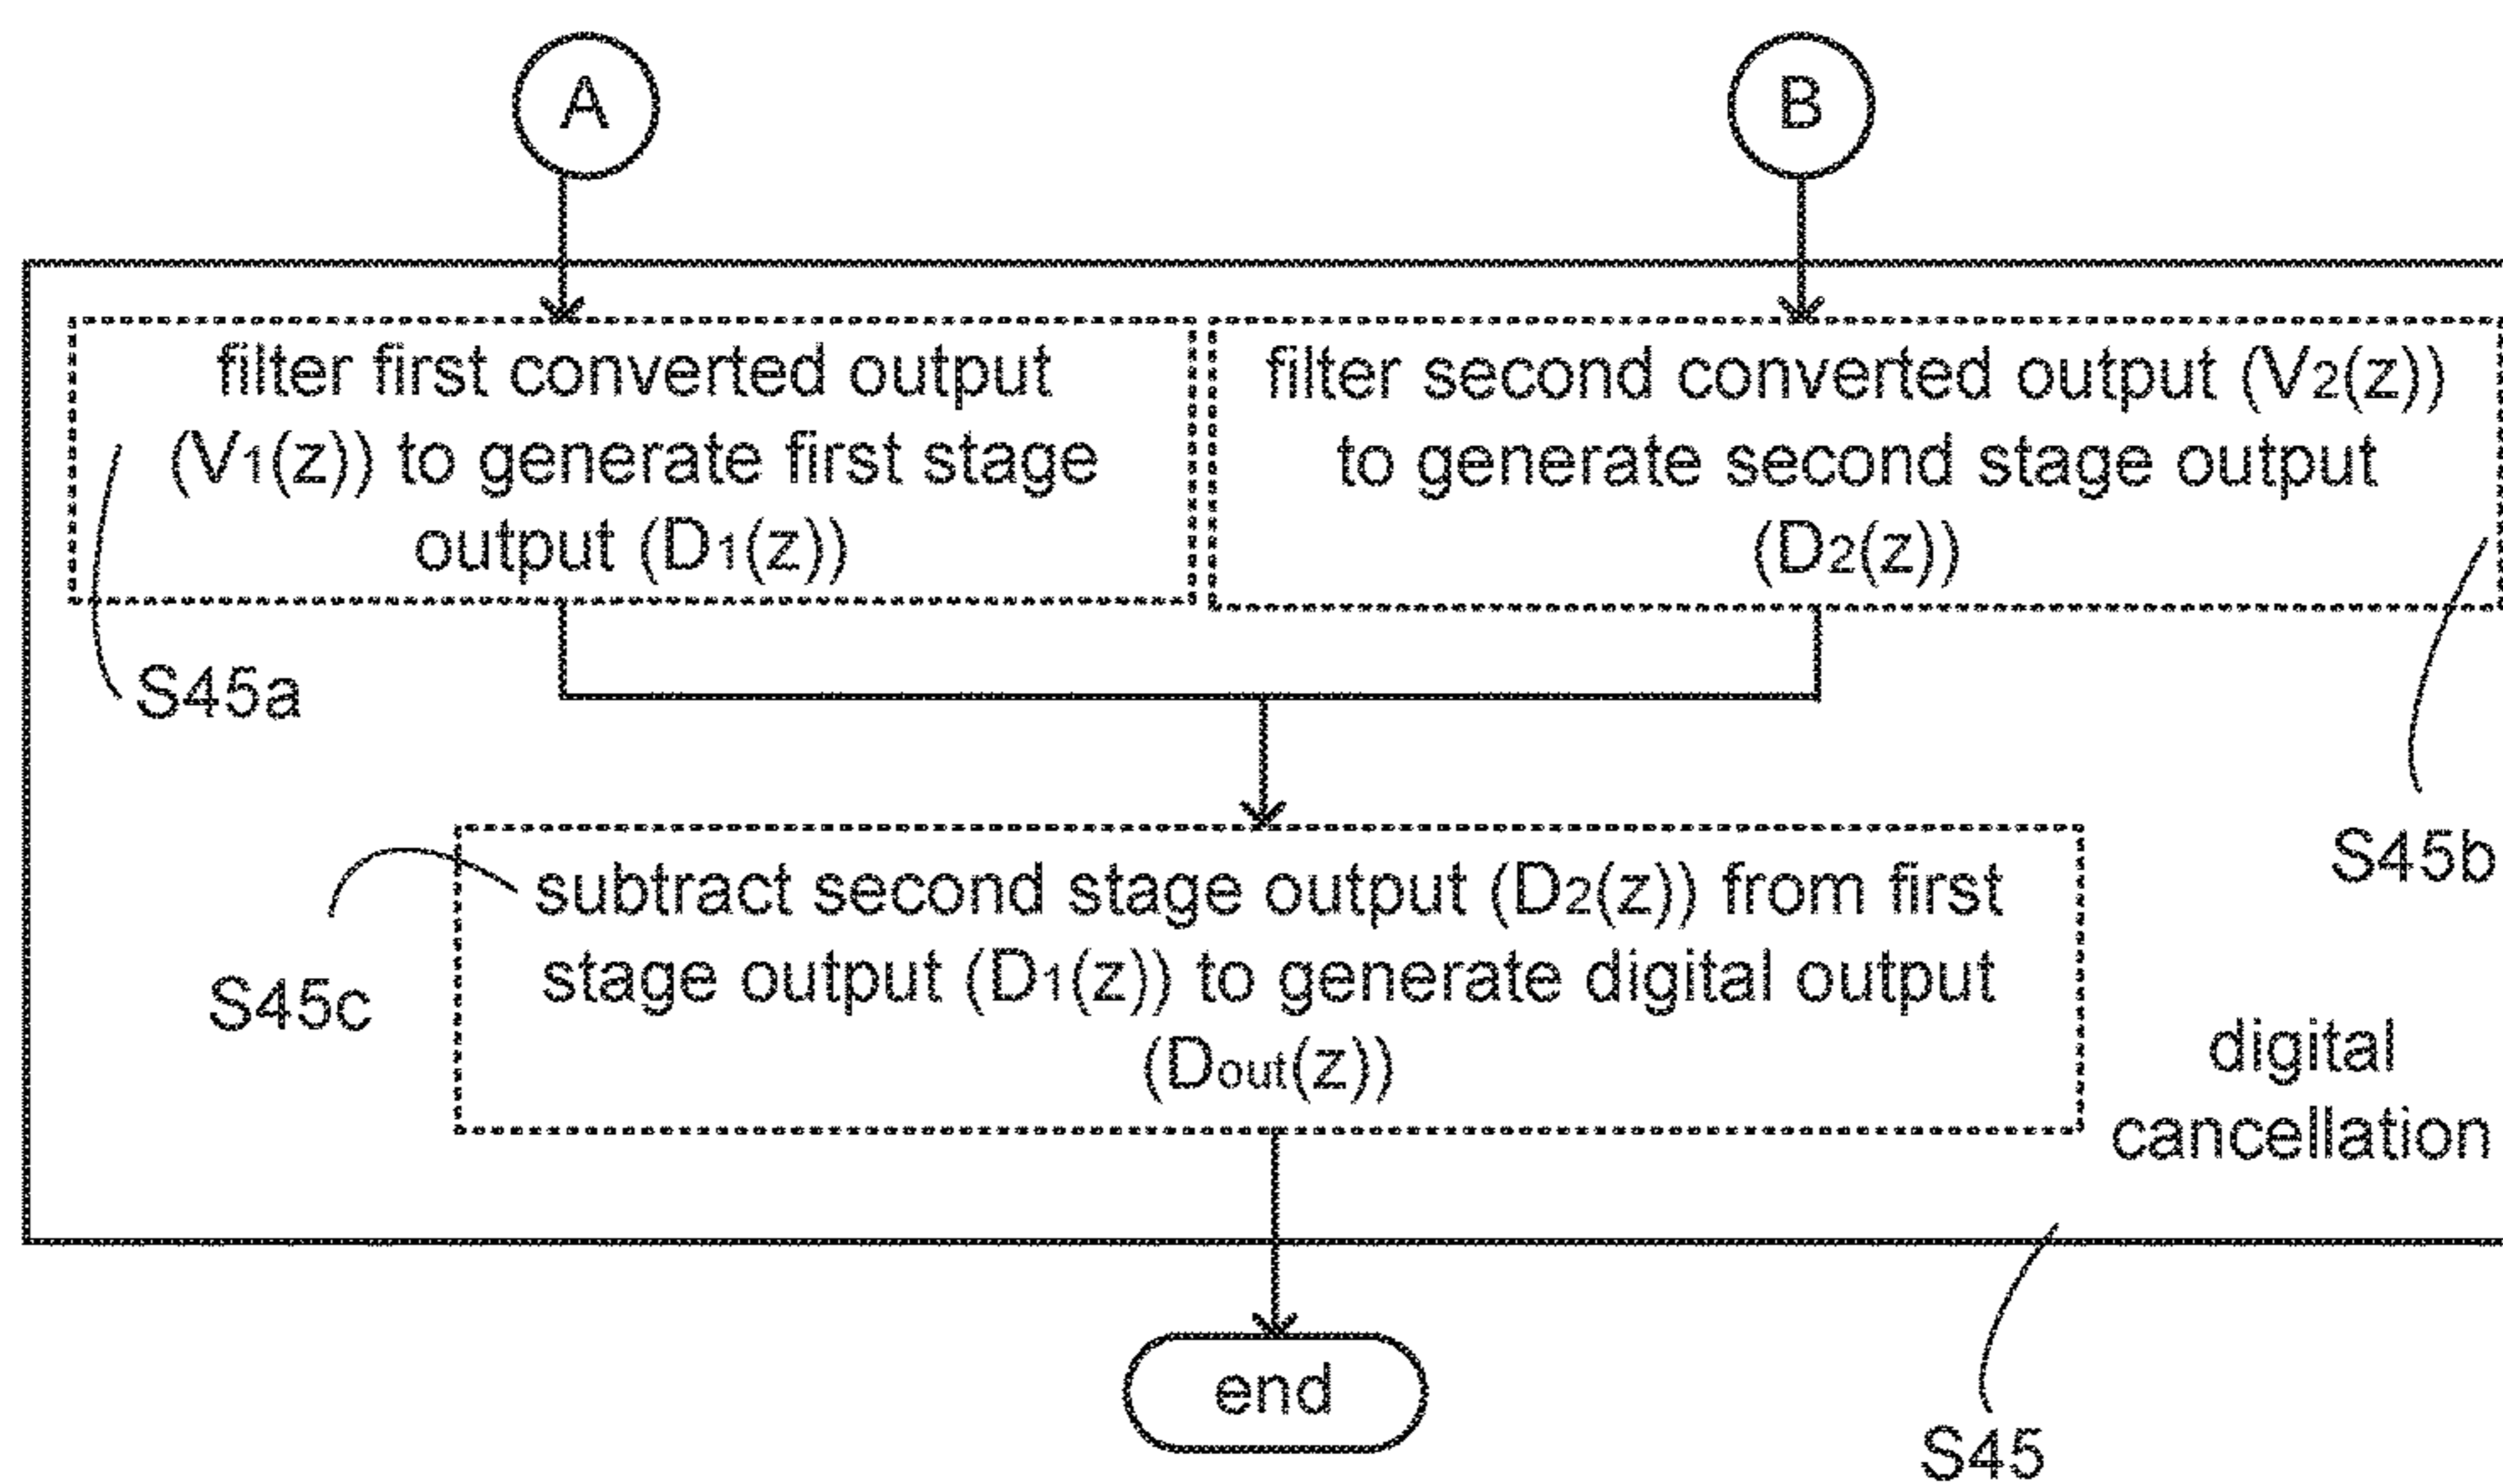 A
B
filter first converted output
(V1(z)) to generate first stage
output (D1(z))
filter second converted output (V2(z))
to generate second stage output
(D2(z))
S45a
S45b
subtract second stage output (D2(z)) from first
stage output (D1(z)) to generate digital output
(Dout(z))
S45c
digital
cancellation
end
S45